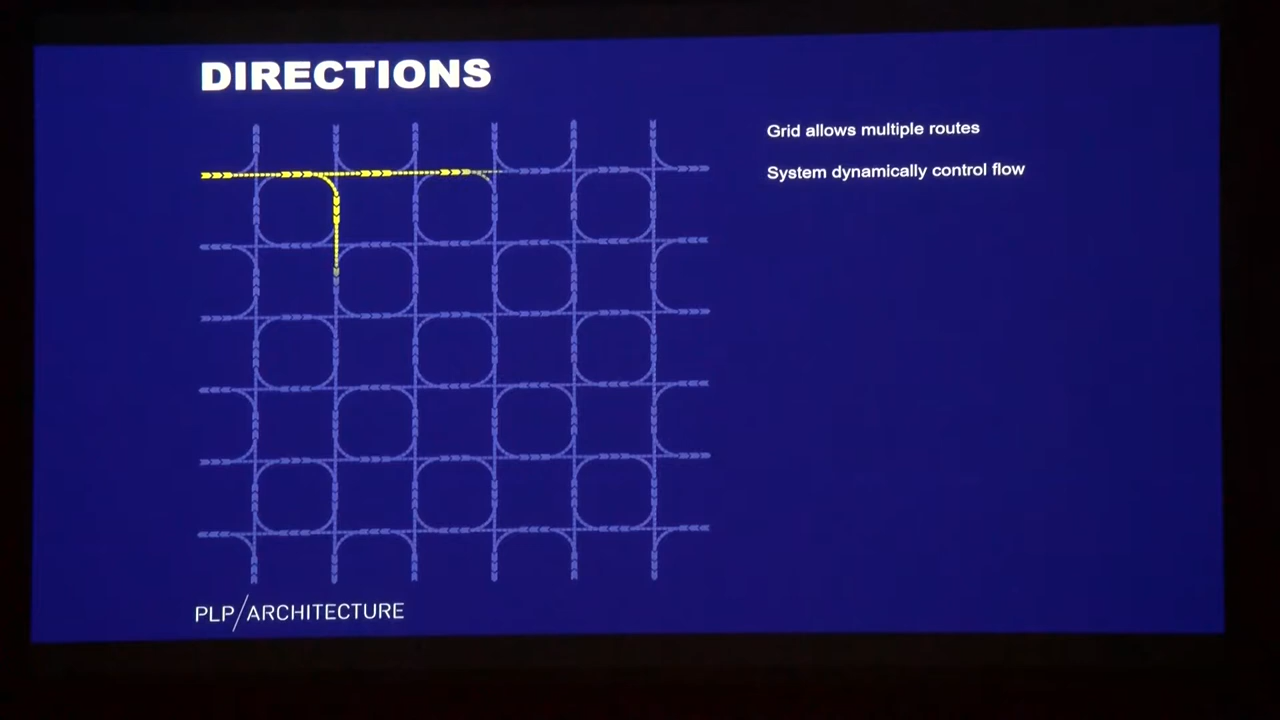 DIRECTIONS
Grid allows multiple routes
System dynamically control flow
PLP/ARCHITECTURE